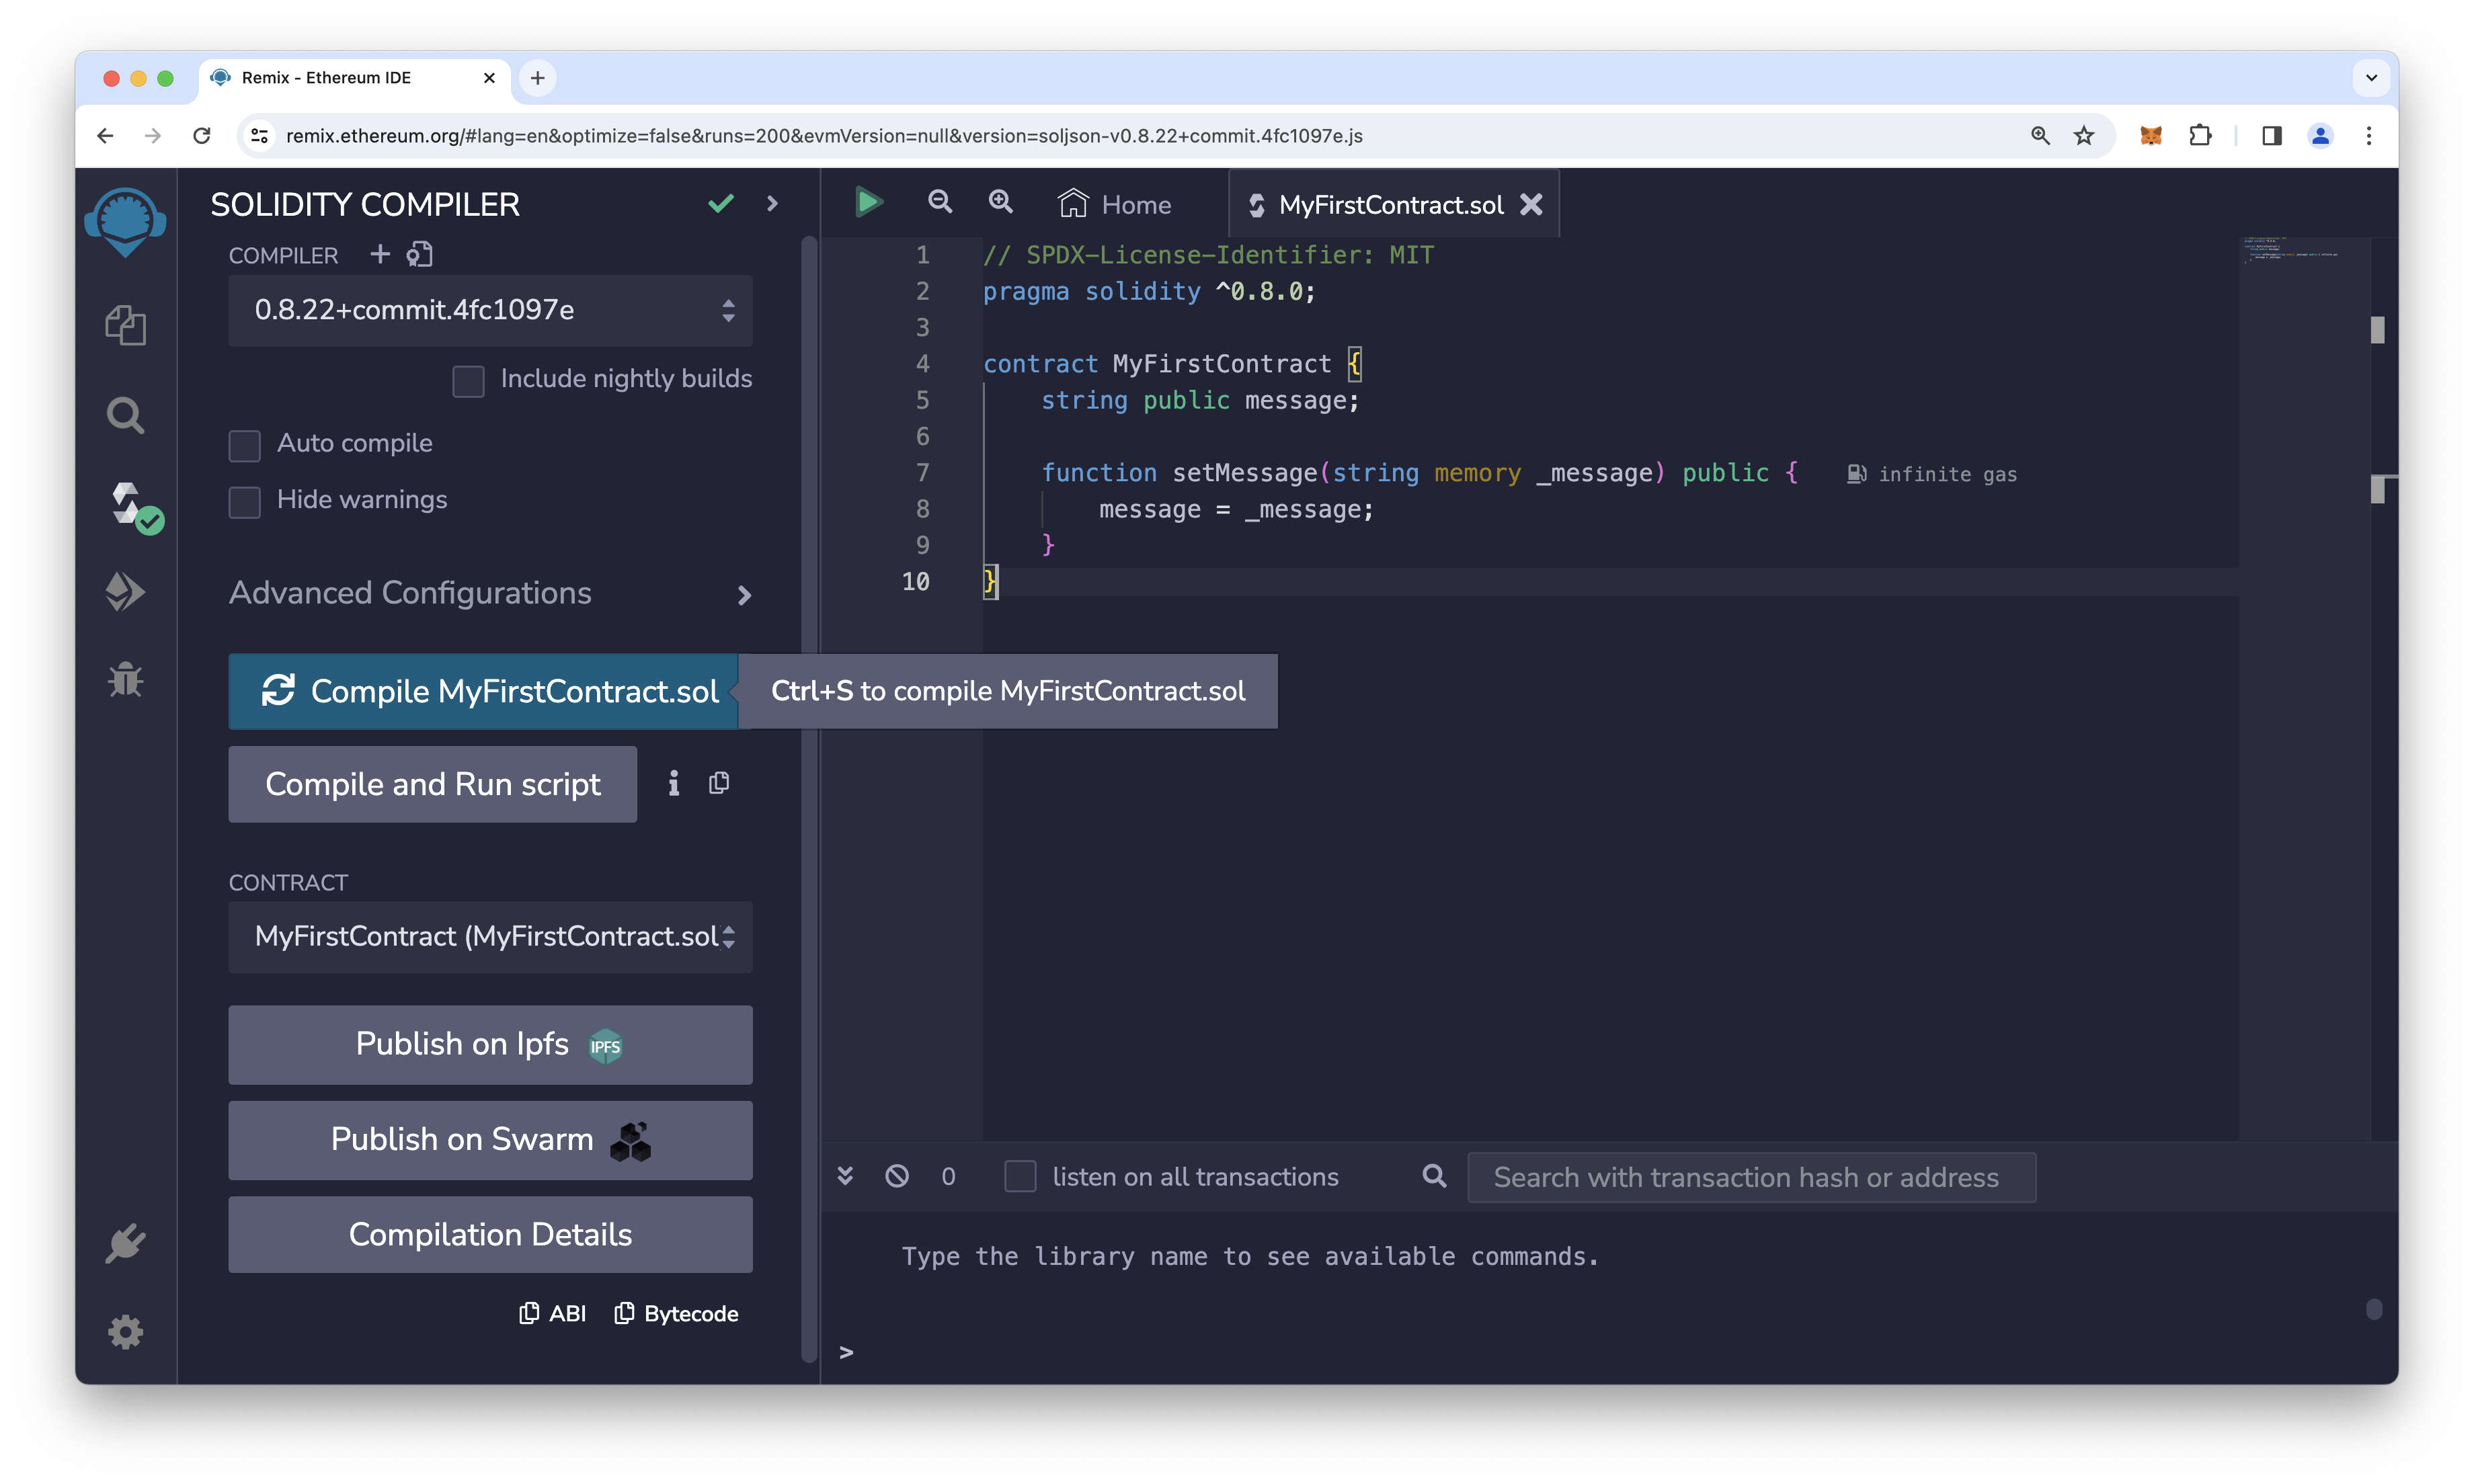 Remix - Ethereum IDE
remix.ethereum.org/#lang=en&optimize=false&runs=200&evmVersion=null&version=soljson-v0.8.22+commit.4fc1097e.js
SOLIDITY COMPILER
COMPILER
0.8.22+commit.4fc1097e
Include nightly builds
Auto compile
Hide warnings
Advanced Configurations
Compile MyFirstContract.sol
Ctrl+S to compile MyFirstContract.sol
Compile and Run script
CONTRACT
MyFirstContract (MyFirstContract.sol
Publish on Ipfs IPFS
Publish on Swarm
Compilation Details
ABI Bytecode
Home MyFirstContract.sol
1 // SPDX-License-Identifier: MIT
2 pragma solidity ^0.8.0;
3
4 contract MyFirstContract {
5 string public message;
6
7 function setMessage(string memory _message) public { infinite gas
8 message = _message;
9 }
10 }
0 listen on all transactions Search with transaction hash or address
Type the library name to see available commands.
>